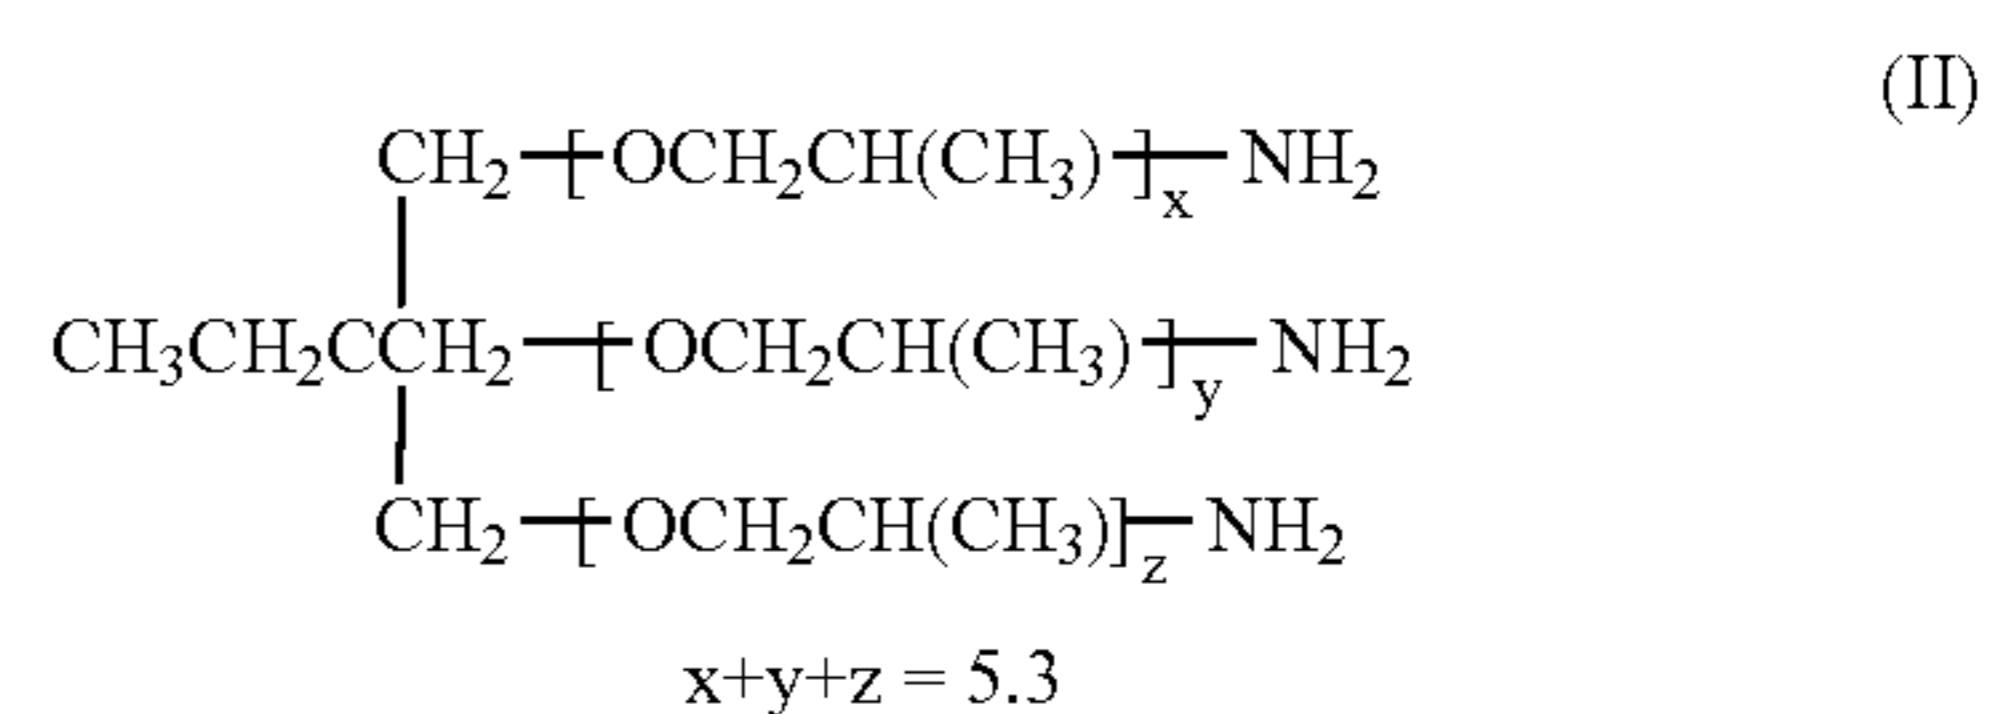 (II)
CH₂—[OCH₂CH(CH₃)]ₓ—NH₂
CH₃CH₂CCH₂—[OCH₂CH(CH₃)]y—NH₂
CH₂—[OCH₂CH(CH₃)]z—NH₂
x+y+z = 5.3